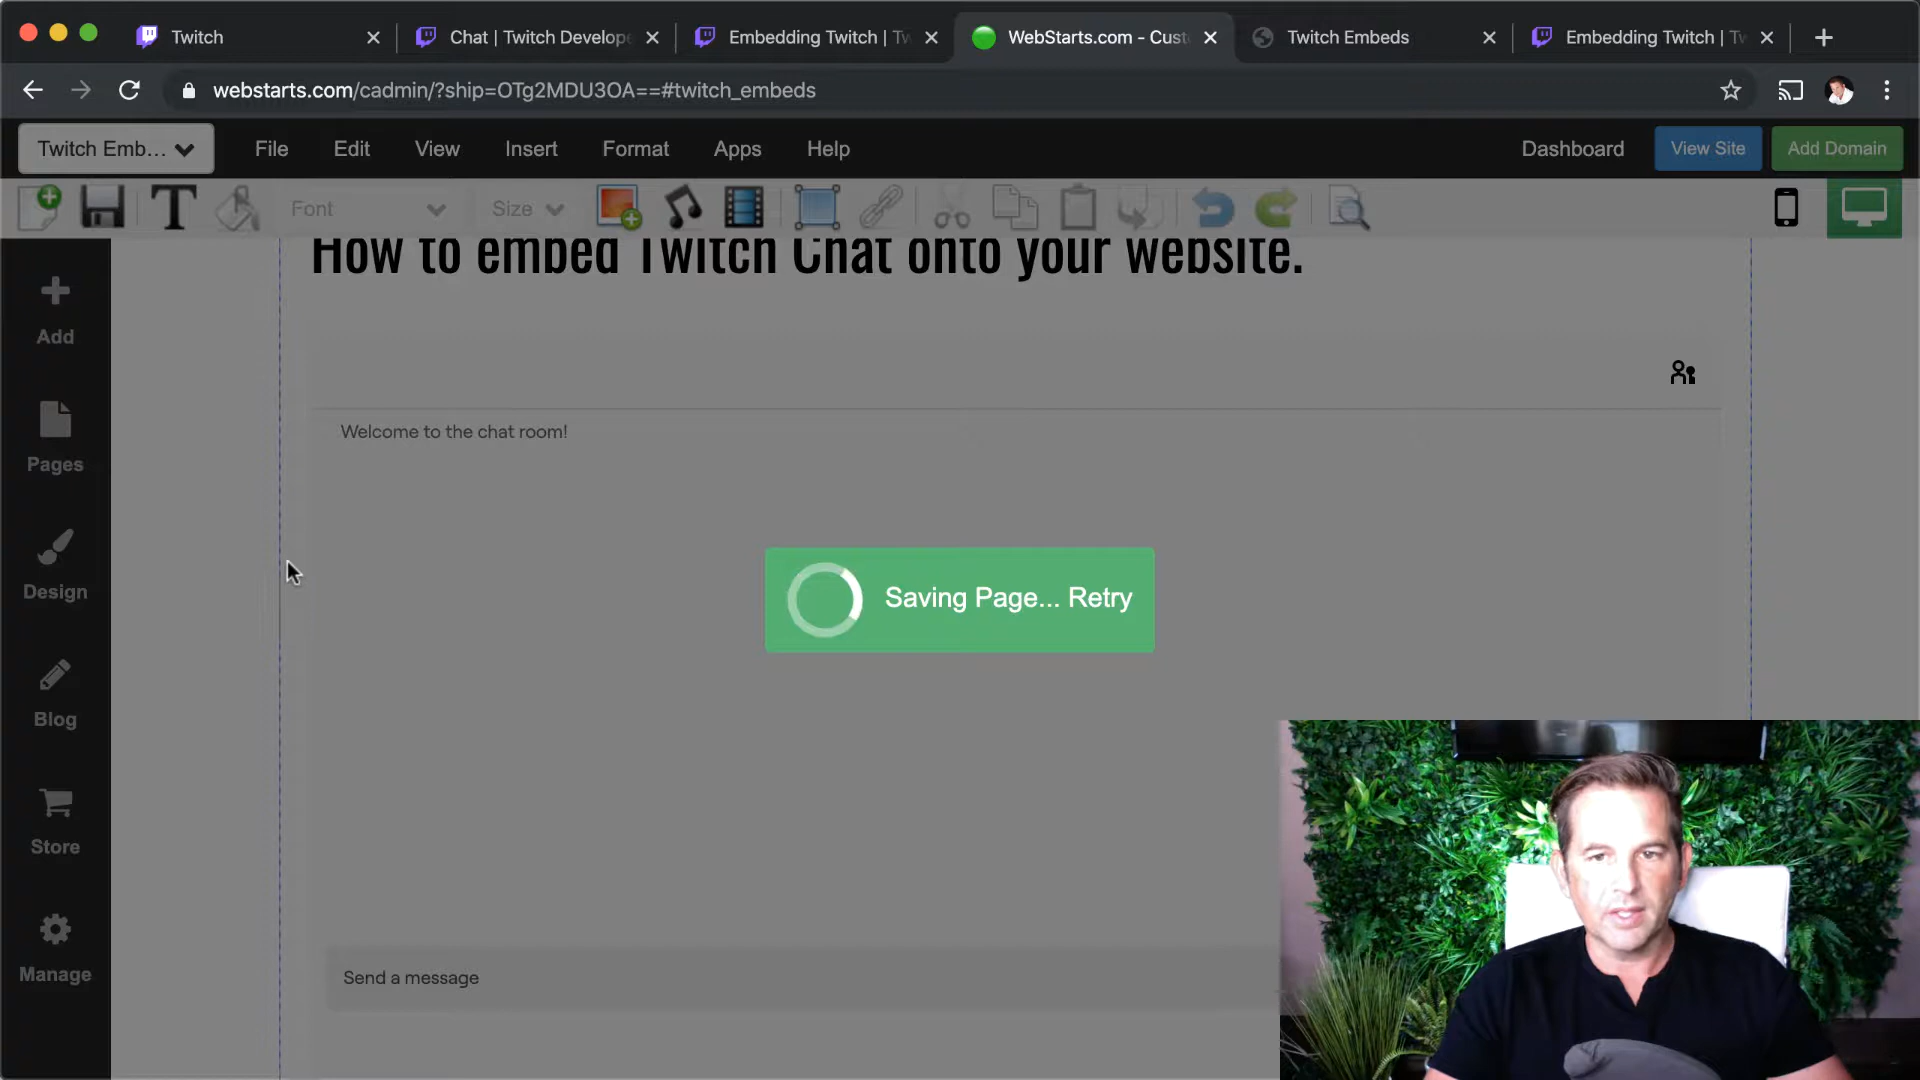 Twitch
Chat | Twitch Develope
Embedding Twitch | Tw
WebStarts.com - Cust
Twitch Embeds
Embedding Twitch | Tw
webstarts.com/cadmin/?ship=OTg2MDU3OA==#twitch_embeds
Twitch Emb...
File
Edit
View
Insert
Format
Apps
Help
Dashboard
View Site
Add Domain
Font
Size
How to embed Twitch Chat onto your website.
Add
Pages
Design
Blog
Store
Manage
Welcome to the chat room!
Saving Page... Retry
Send a message